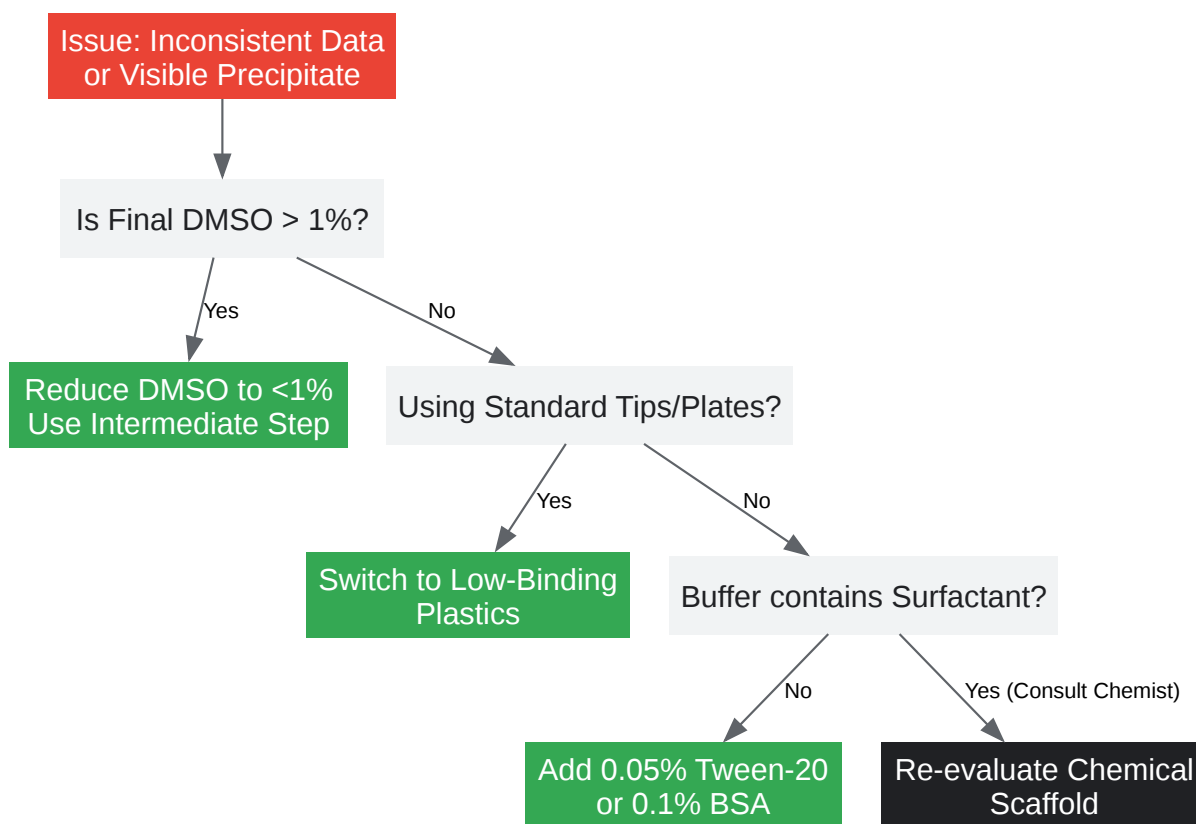 Issue: Inconsistent Data
or Visible Precipitate
Is Final DMSO > 1%?
Yes
No
Reduce DMSO to <1%
Use Intermediate Step
Using Standard Tips/Plates?
Yes
No
Switch to Low-Binding
Plastics
Buffer contains Surfactant?
No
Yes (Consult Chemist)
Add 0.05% Tween-20
or 0.1% BSA
Re-evaluate Chemical
Scaffold